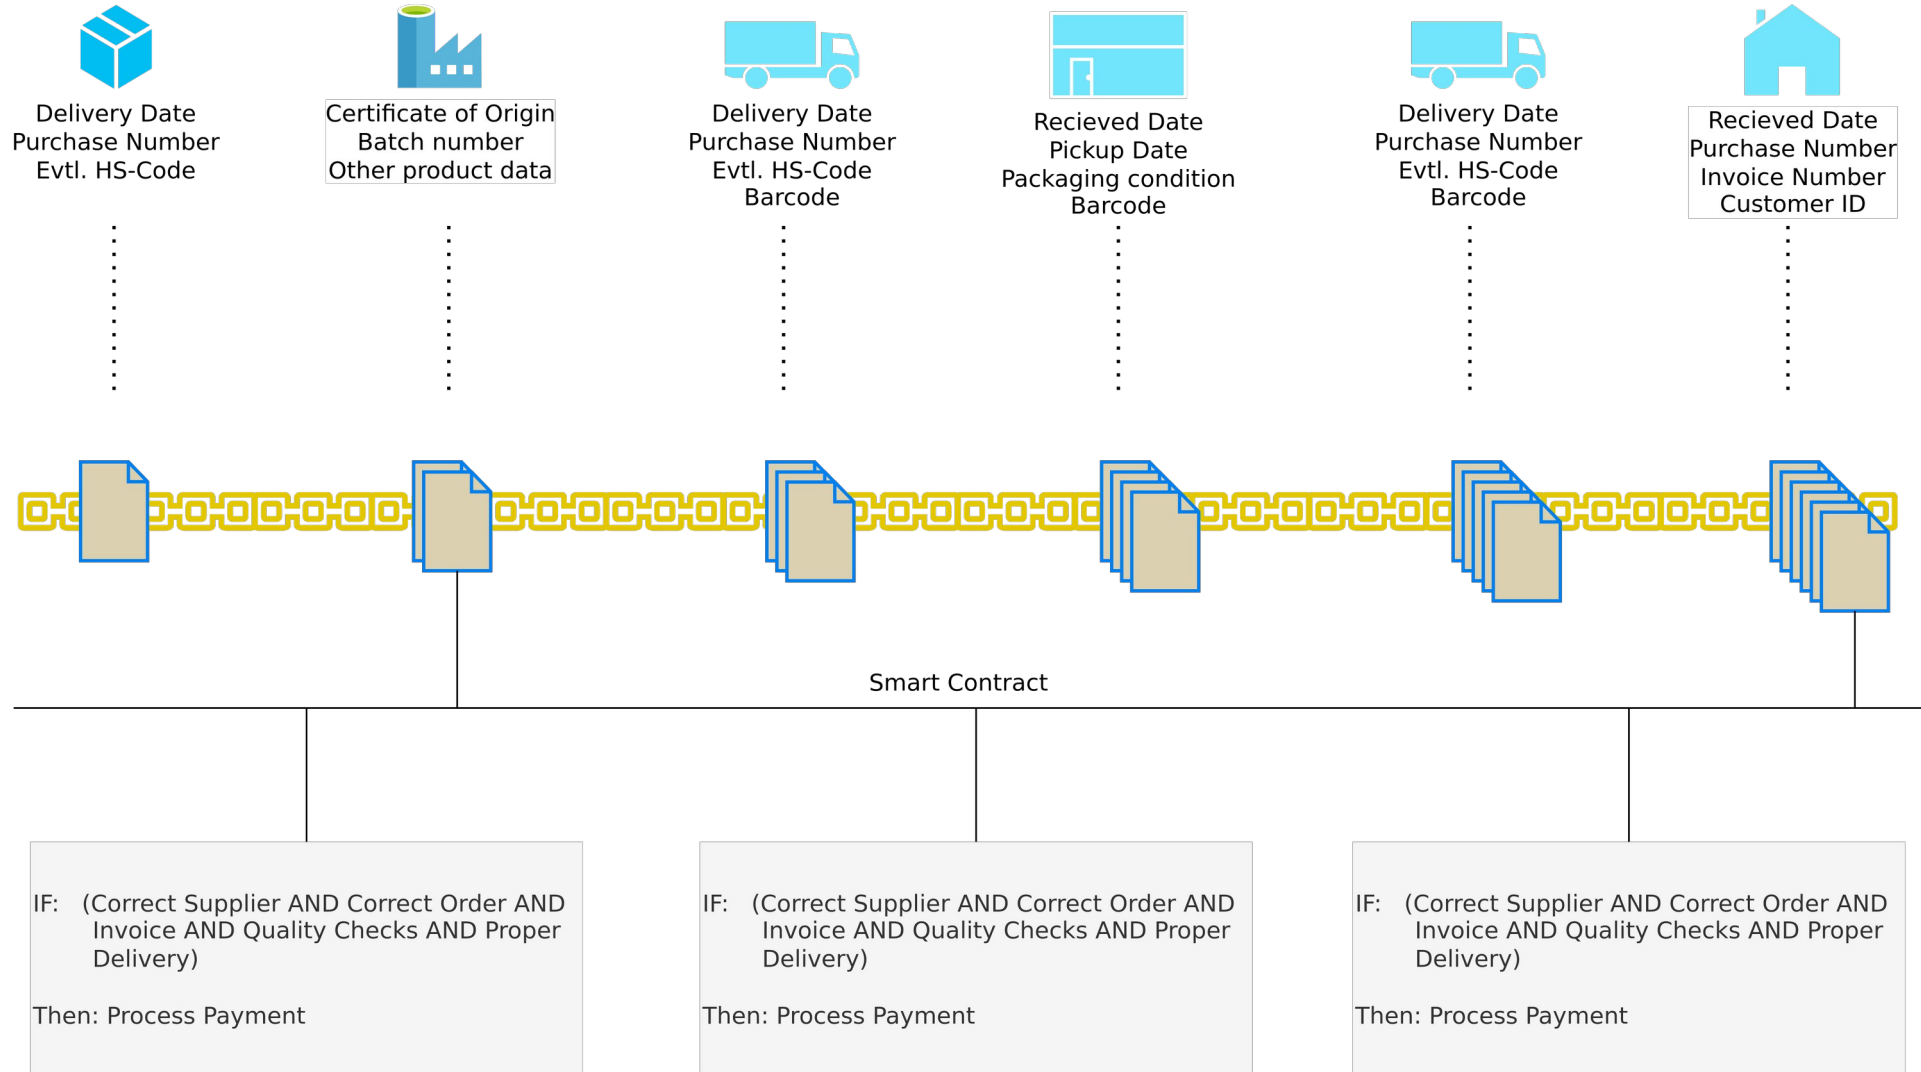 Delivery Date
Purchase Number
Evtl. HS-Code
Certificate of Origin
Batch number
Other product data
Delivery Date
Purchase Number
Evtl. HS-Code
Barcode
Recieved Date
Pickup Date
Packaging condition
Barcode
Delivery Date
Purchase Number
Evtl. HS-Code
Barcode
Recieved Date
Purchase Number
Invoice Number
Customer ID
Smart Contract
IF: (Correct Supplier AND Correct Order AND
Invoice AND Quality Checks AND Proper
Delivery)
Then: Process Payment
IF: (Correct Supplier AND Correct Order AND
Invoice AND Quality Checks AND Proper
Delivery)
Then: Process Payment
IF: (Correct Supplier AND Correct Order AND
Invoice AND Quality Checks AND Proper
Delivery)
Then: Process Payment